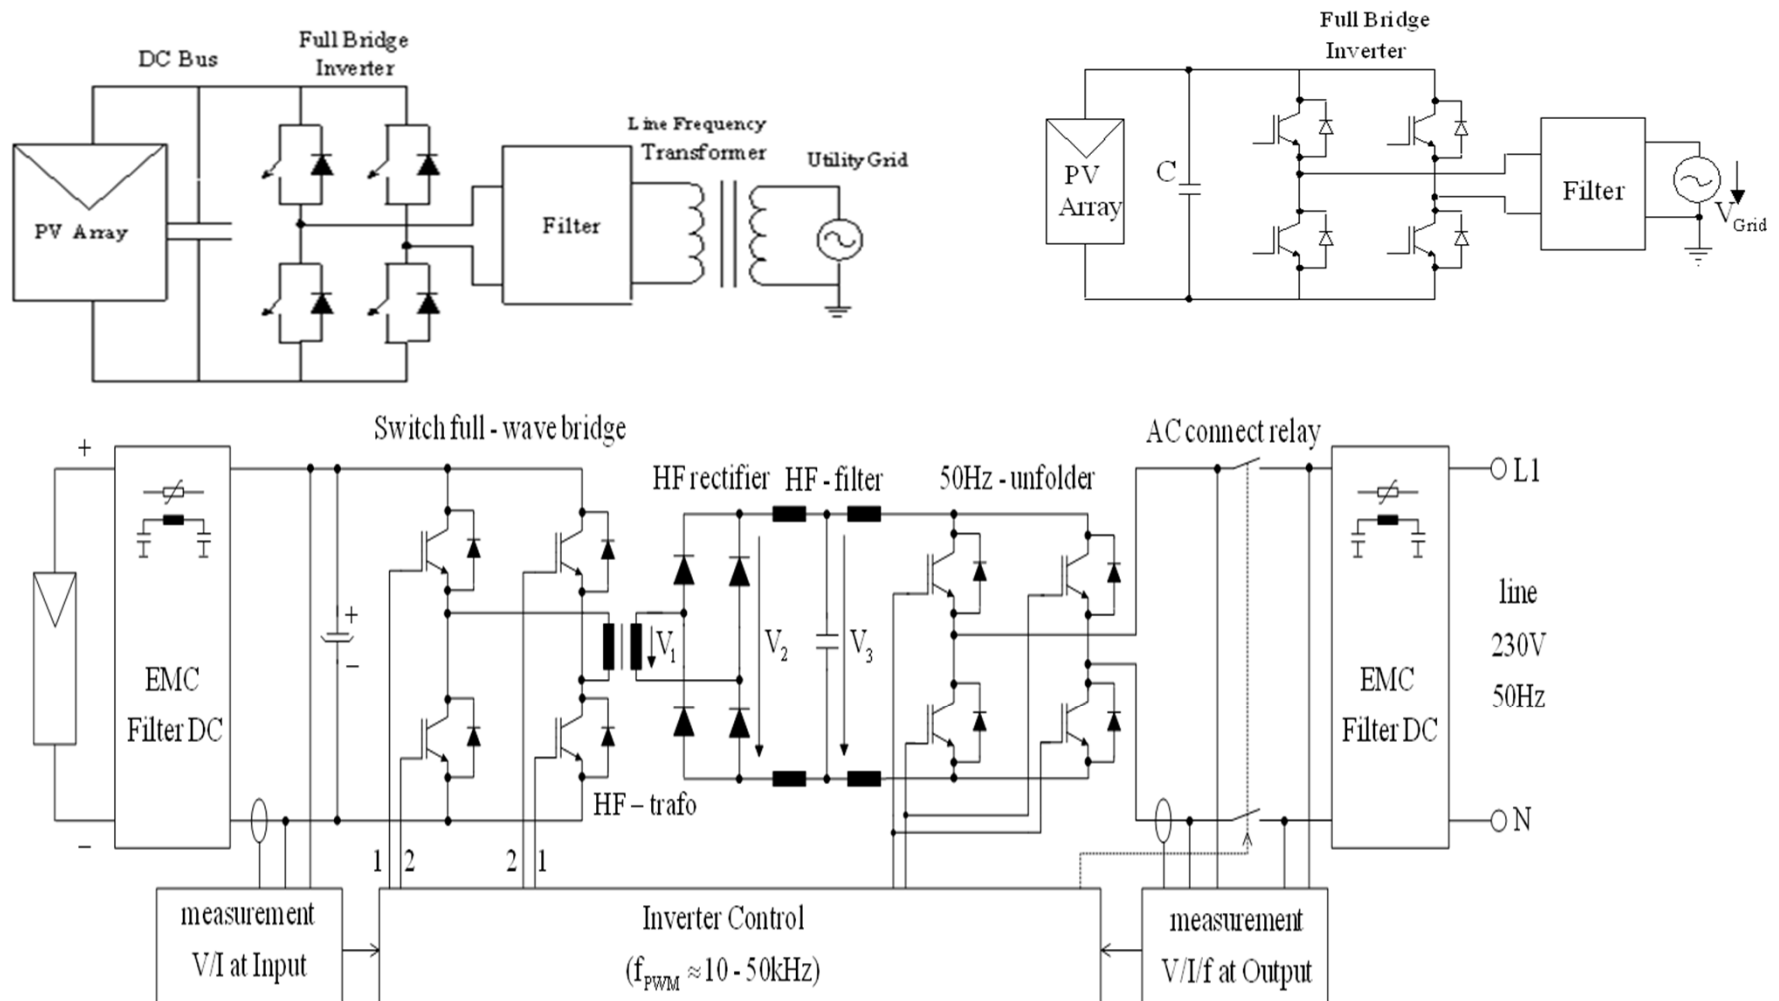 DC Bus
Full Bridge
Inverter
PV Array
Filter
Line Frequency
Transformer
Utility Grid
Full Bridge
Inverter
PV
Array
C
Filter
VGrid
Switch full - wave bridge
AC connect relay
HF rectifier
HF - filter
50Hz - unfolder
+
L1
+
−
V1
V2
V3
EMC
Filter DC
EMC
Filter DC
line
230V
50Hz
HF – trafo
N
−
1
2
2
1
measurement
V/I at Input
Inverter Control
(fPWM ≈10 - 50kHz)
measurement
V/I/f at Output